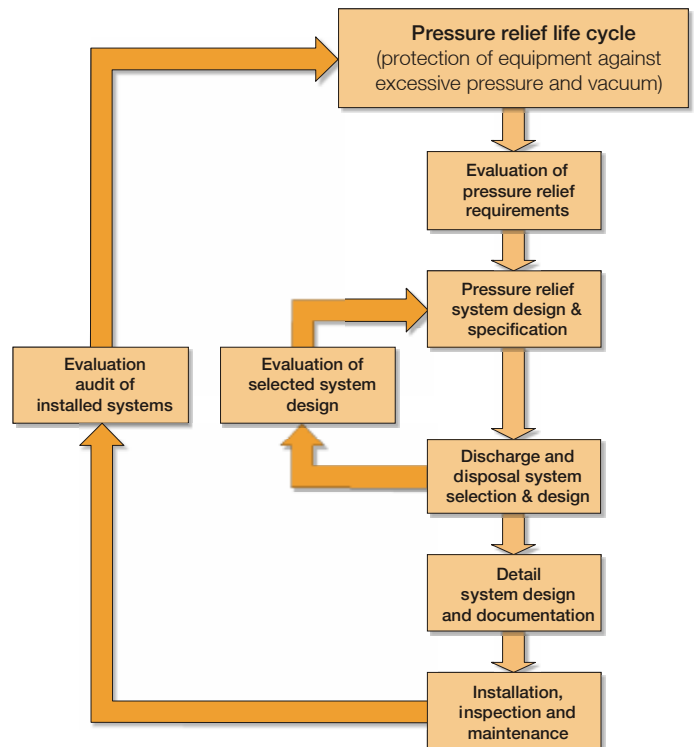 Pressure relief life cycle
(protection of equipment against
excessive pressure and vacuum)
Evaluation of
pressure relief
requirements
Pressure relief
system design &
specification
Evaluation
audit of
installed systems
Evaluation of
selected system
design
Discharge and
disposal system
selection & design
Detail
system design
and documentation
Installation,
inspection and
maintenance